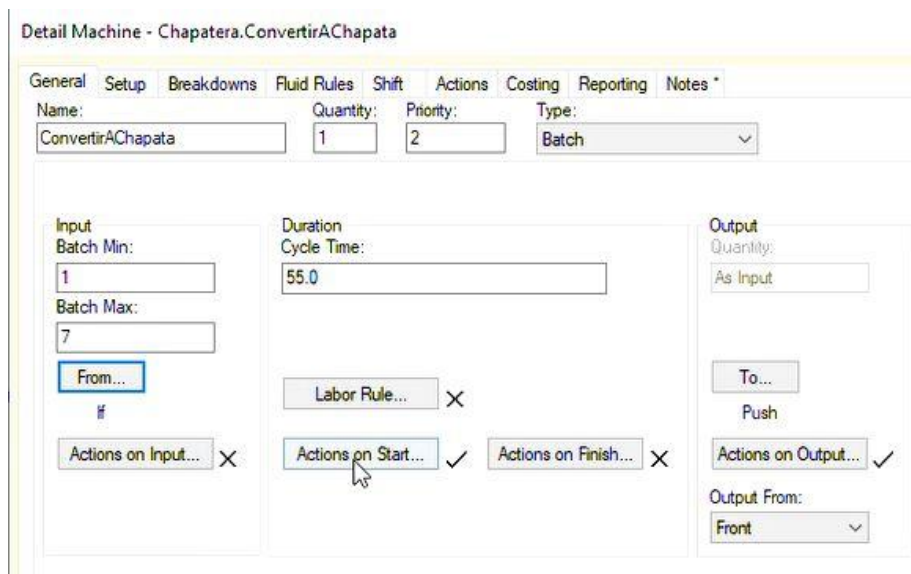 Detail Machine - Chapatera.ConvertirAChapata
General Setup Breakdowns Fluid Rules Shift Actions Costing Reporting Notes *
Name: Quantity: Priority: Type:
ConvertirAChapata 1 2 Batch
Input Duration Output
Batch Min: Cycle Time: Quantity:
1 55.0 As Input
Batch Max:
7
From... Labor Rule... To...
If Push
Actions on Input... Actions on Start... Actions on Finish... Actions on Output...
Output From:
Front